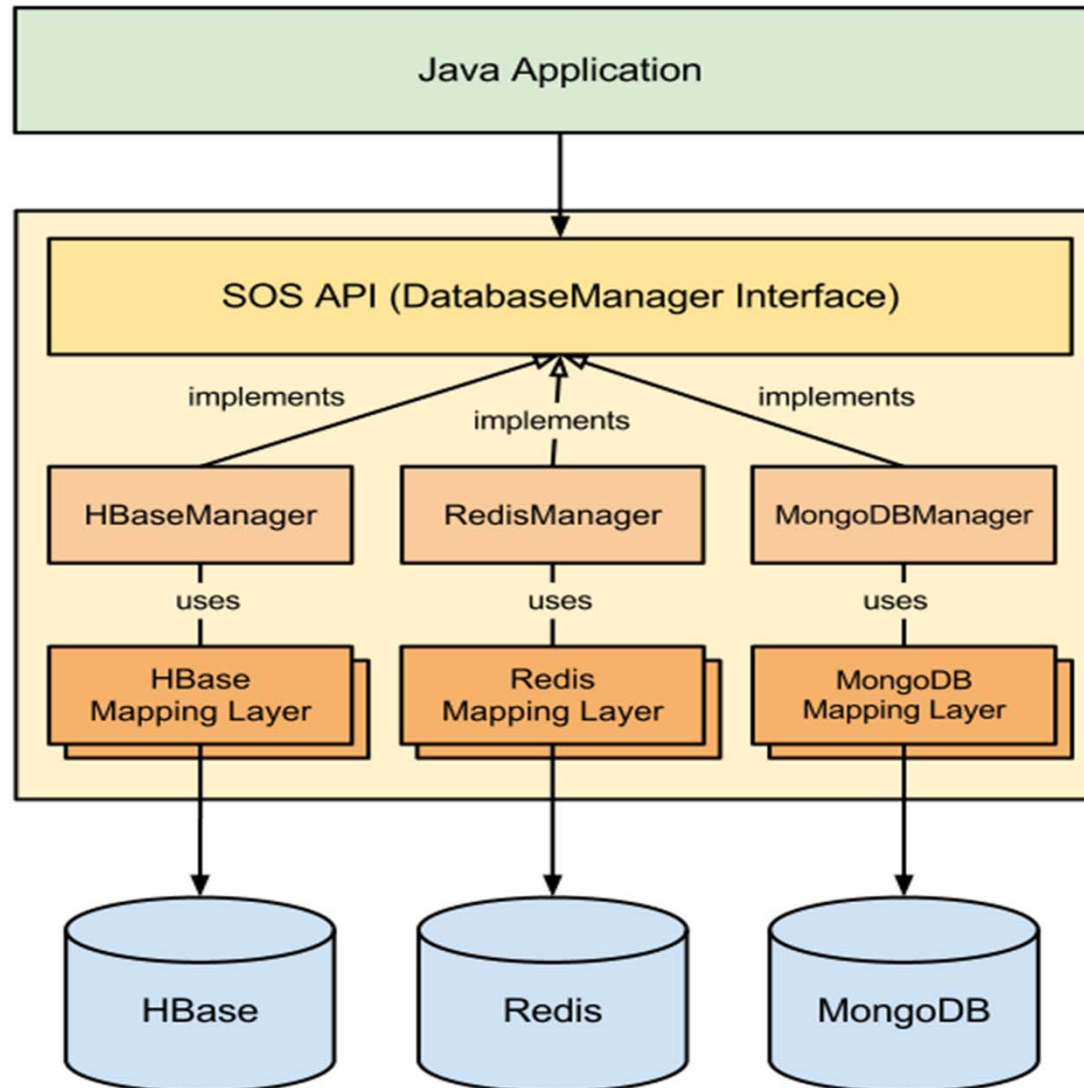 Java Application
SOS API (DatabaseManager Interface)
implements
implements
implements
HBaseManager
RedisManager
MongoDBManager
uses
uses
uses
HBase
Mapping Layer
Redis
Mapping Layer
MongoDB
Mapping Layer
HBase
Redis
MongoDB